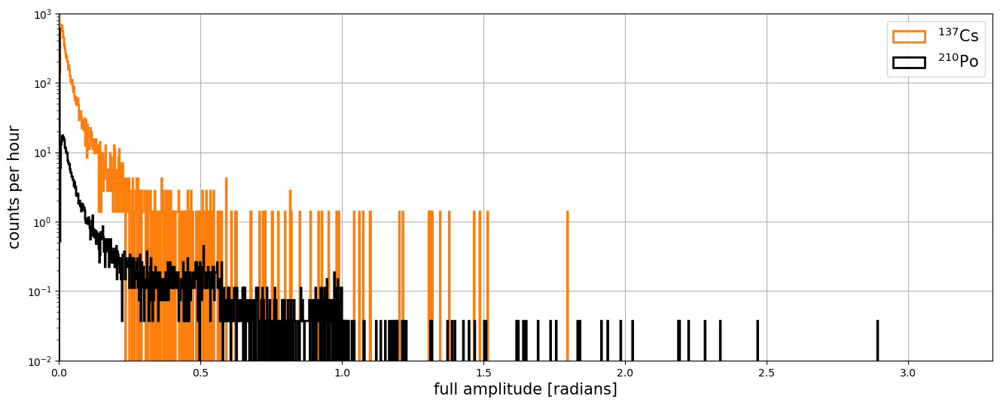 10³
10²
10¹
10⁰
10⁻¹
10⁻²
counts per hour
¹³⁷Cs
²¹⁰Po
0.0 0.5 1.0 1.5 2.0 2.5 3.0
full amplitude [radians]